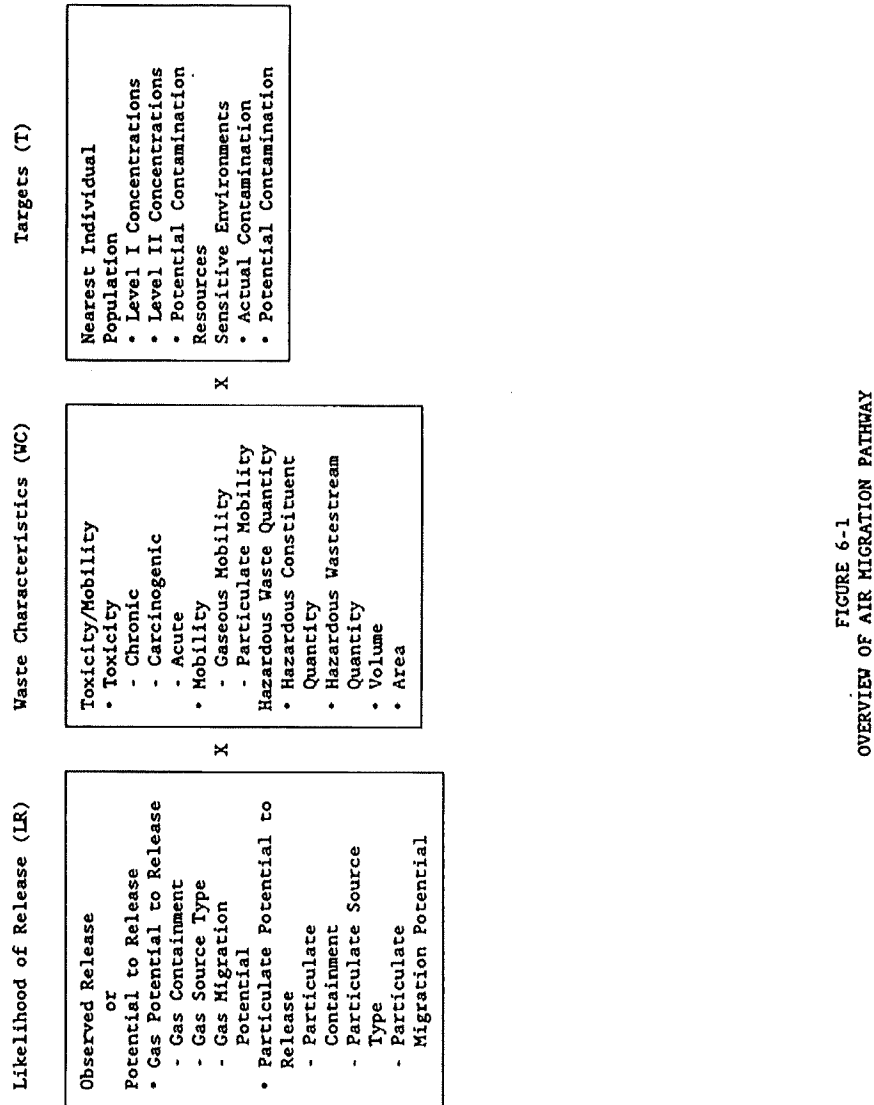 Likelihood of Release (LR)
Observed Release
or
Potential to Release
• Gas Potential to Release
- Gas Containment
- Gas Source Type
- Gas Migration
Potential
• Particulate Potential to
Release
- Particulate
Containment
- Particulate Source
Type
- Particulate
Migration Potential
X
Waste Characteristics (WC)
Toxicity/Mobility
• Toxicity
- Chronic
- Carcinogenic
- Acute
• Mobility
- Gaseous Mobility
- Particulate Mobility
Hazardous Waste Quantity
• Hazardous Constituent
Quantity
• Hazardous Wastestream
Quantity
• Volume
• Area
X
Targets (T)
Nearest Individual
Population
• Level I Concentrations
• Level II Concentrations
• Potential Contamination
Resources
Sensitive Environments
• Actual Contamination
• Potential Contamination
FIGURE 6-1
OVERVIEW OF AIR MIGRATION PATHWAY